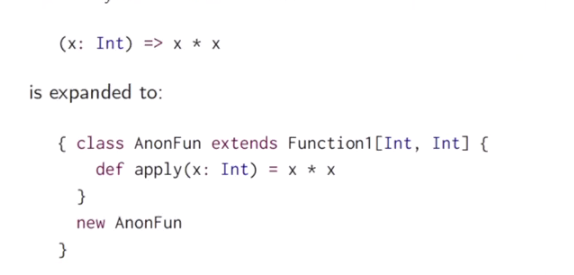 (x: Int) => x * x
is expanded to:
{ class AnonFun extends Function1[Int, Int] {
def apply(x: Int) = x * x
}
new AnonFun
}